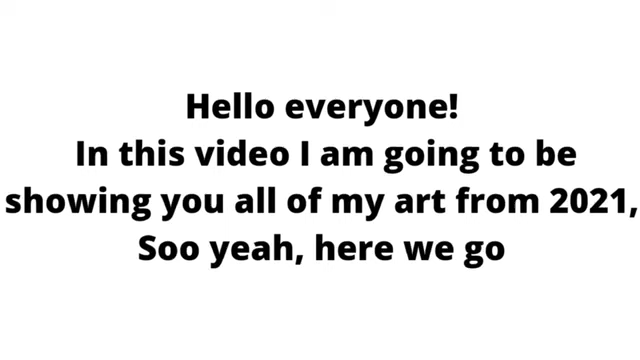 Hello everyone!
In this video I am going to be
showing you all of my art from 2021,
Soo yeah, here we go